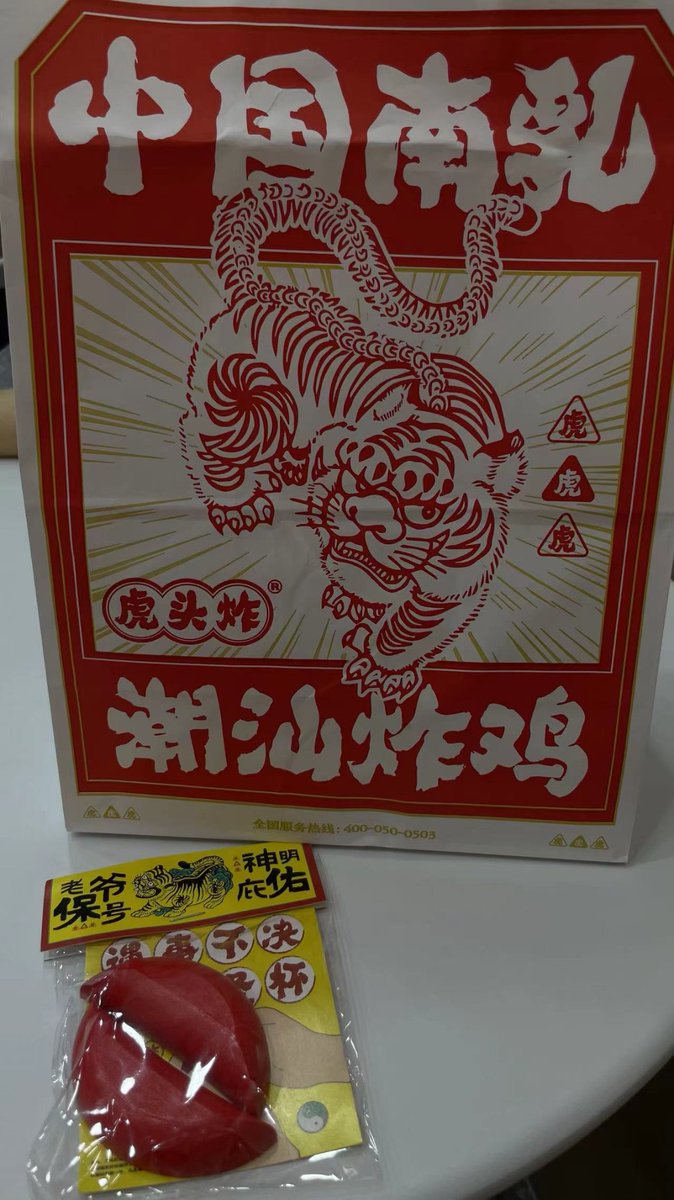 中国南乳
虎
虎
虎
虎头炸®
潮汕炸鸡
全国服务热线：400-050-0503
老爷保号
神明庇佑
遇事不决
杯